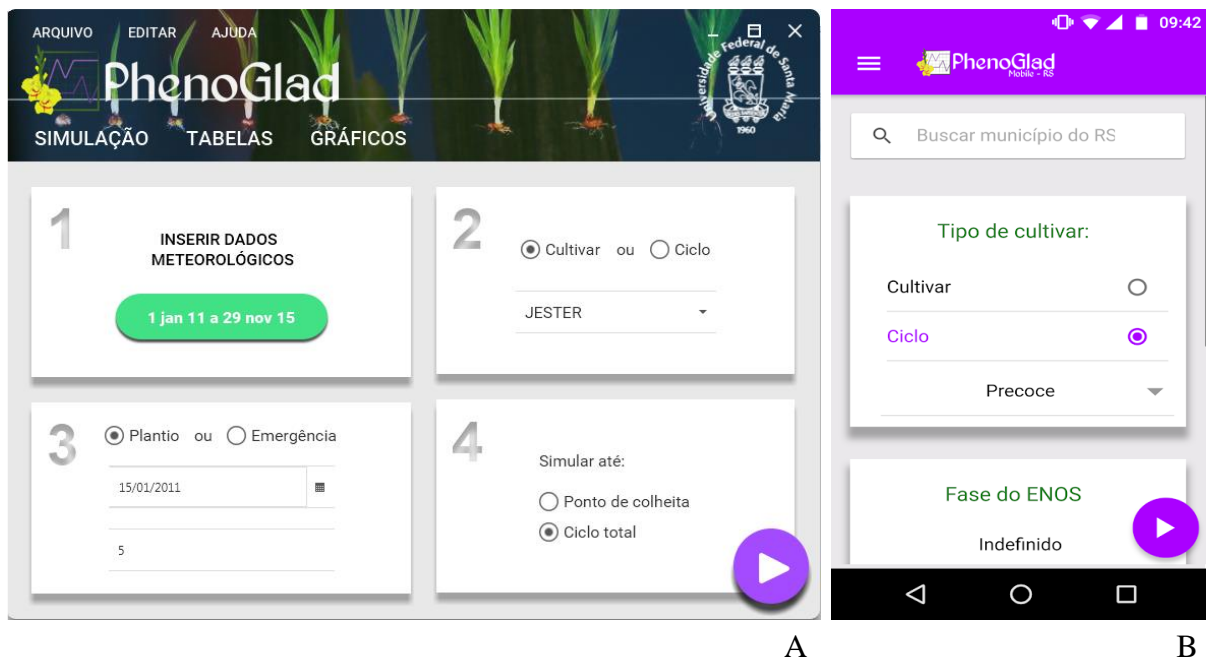 ARQUIVO EDITAR AJUDA
PhenoGlad
Universidade Federal de Santa Maria
1960
SIMULAÇÃO TABELAS GRÁFICOS
1
INSERIR DADOS
METEOROLÓGICOS
1 jan 11 a 29 nov 15
2
Cultivar ou Ciclo
JESTER
3
Plantio ou Emergência
15/01/2011
5
4
Simular até:
Ponto de colheita
Ciclo total
A
09:42
PhenoGlad
Mobile - RS
Buscar município do RS
Tipo de cultivar:
Cultivar
Ciclo
Precoce
Fase do ENOS
Indefinido
B